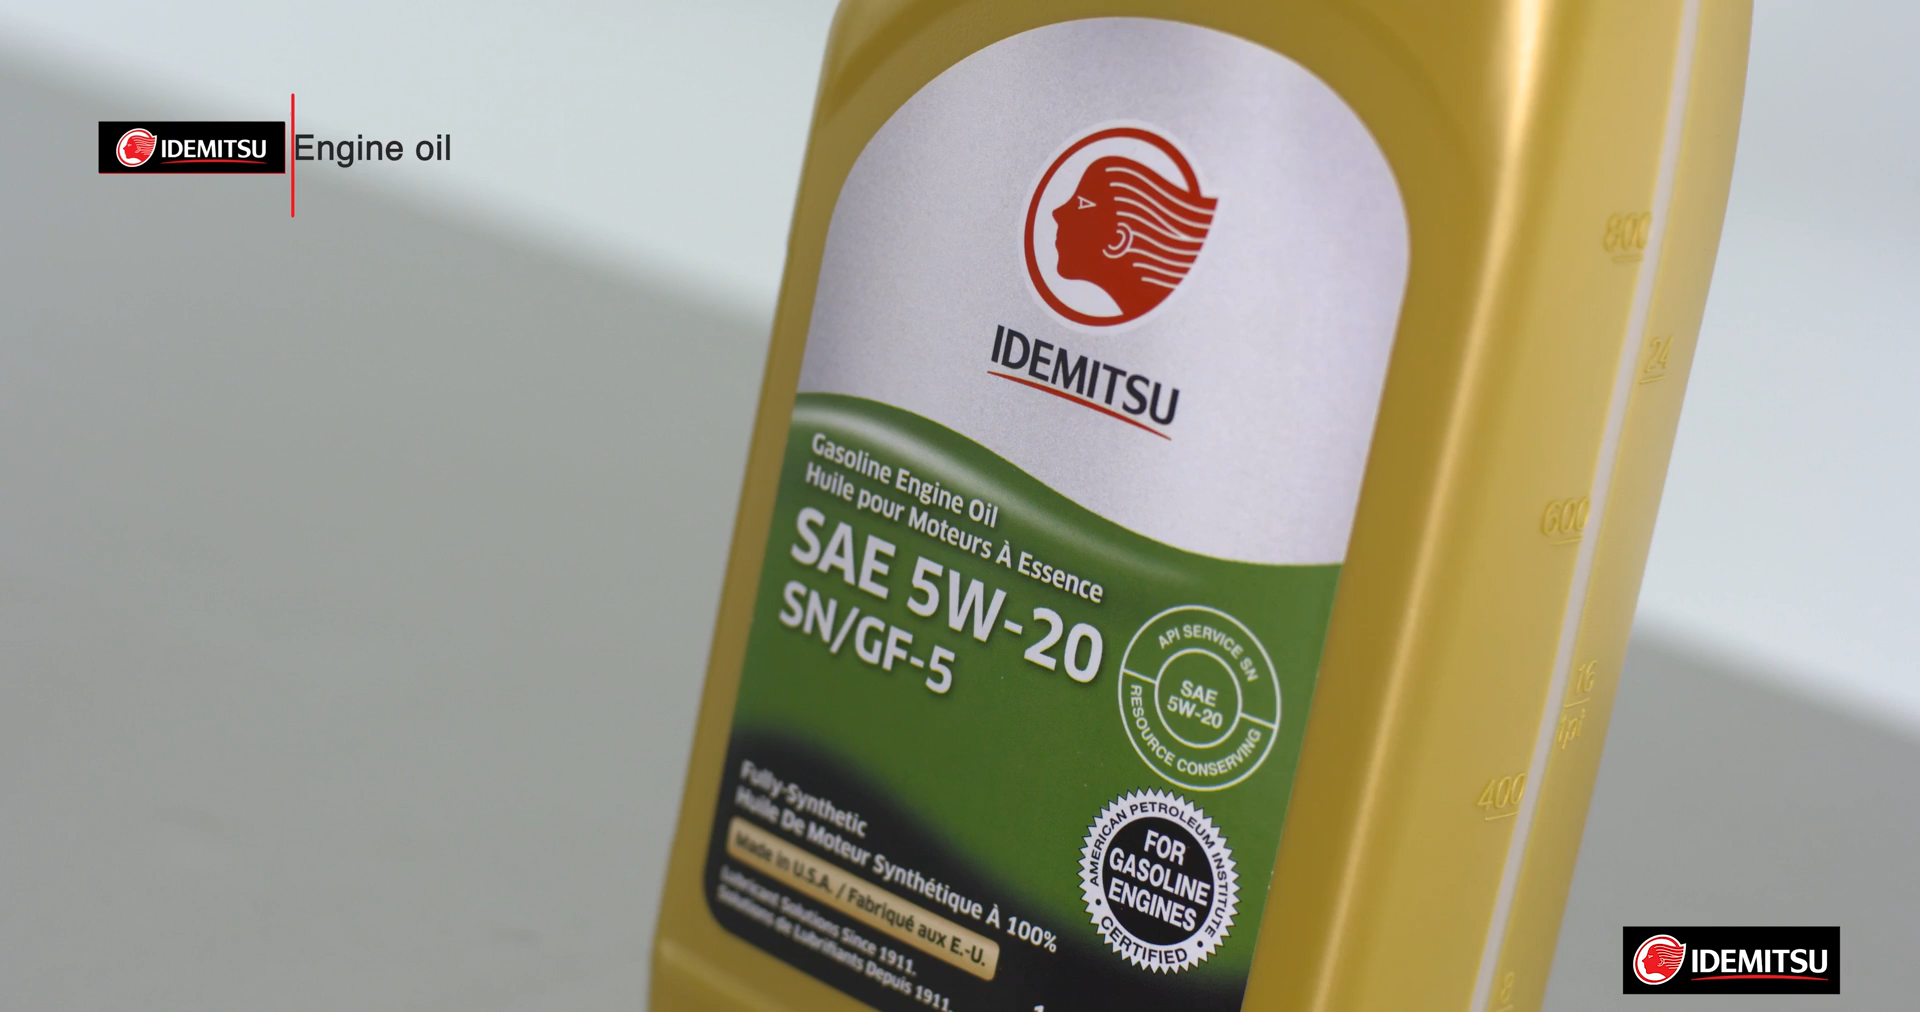 IDEMITSU
Engine oil
IDEMITSU
Gasoline Engine Oil
Huile pour Moteurs À Essence
SAE 5W-20
SN/GF-5
API SERVICE SN
SAE
5W-20
RESOURCE CONSERVING
Fully-Synthetic
Huile De Moteur Synthétique À 100%
Made in U.S.A. / Fabriqué aux E.-U.
Lubricant Solutions Since 1911.
Solutions de Lubrifiants Depuis 1911.
AMERICAN PETROLEUM INSTITUTE
FOR
GASOLINE
ENGINES
CERTIFIED
800
24
600
16
400
IDEMITSU